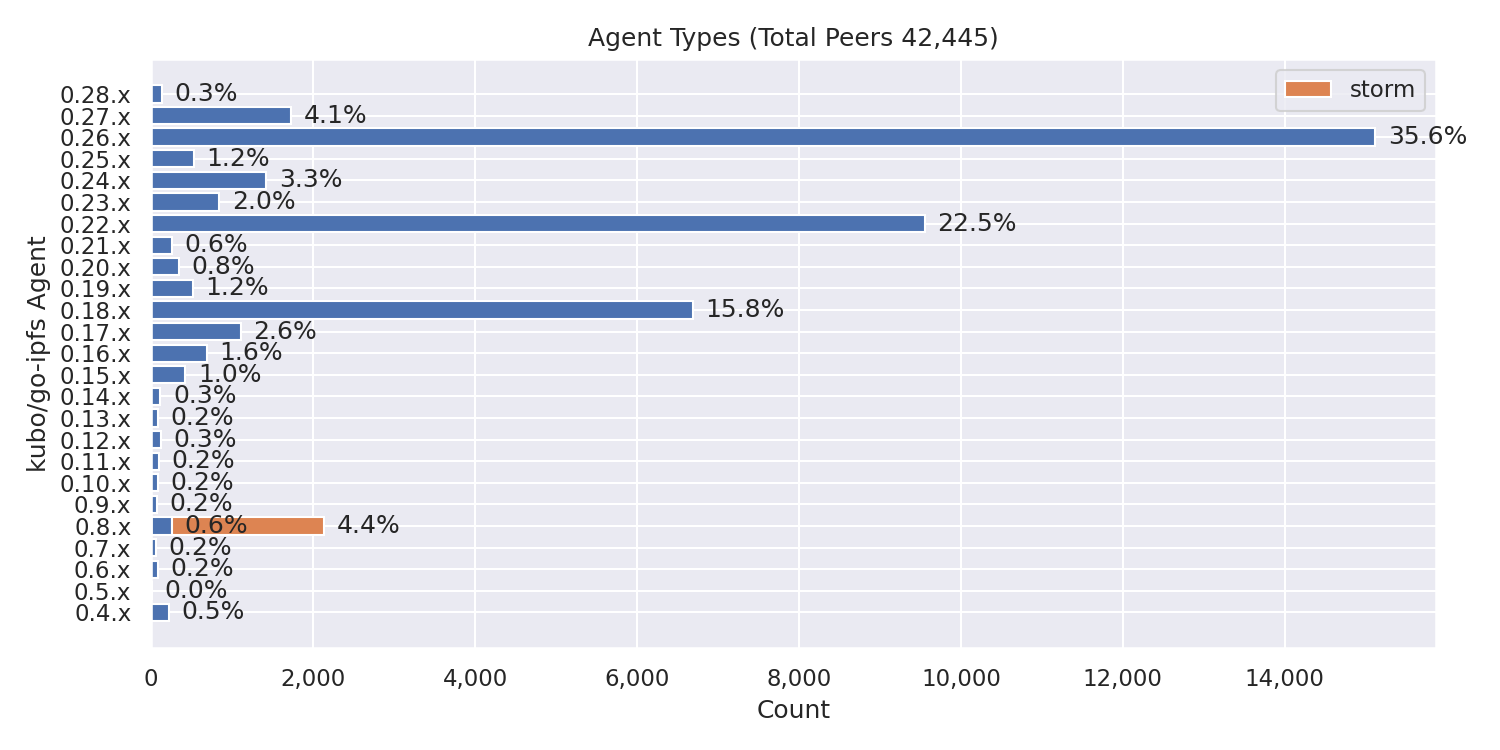 Agent Types (Total Peers 42,445)
storm
kubo/go-ipfs Agent
0.28.x 0.3%
0.27.x 4.1%
0.26.x 35.6%
0.25.x 1.2%
0.24.x 3.3%
0.23.x 2.0%
0.22.x 22.5%
0.21.x 0.6%
0.20.x 0.8%
0.19.x 1.2%
0.18.x 15.8%
0.17.x 2.6%
0.16.x 1.6%
0.15.x 1.0%
0.14.x 0.3%
0.13.x 0.2%
0.12.x 0.3%
0.11.x 0.2%
0.10.x 0.2%
0.9.x 0.2%
0.8.x 0.6% 4.4%
0.7.x 0.2%
0.6.x 0.2%
0.5.x 0.0%
0.4.x 0.5%
0 2,000 4,000 6,000 8,000 10,000 12,000 14,000
Count